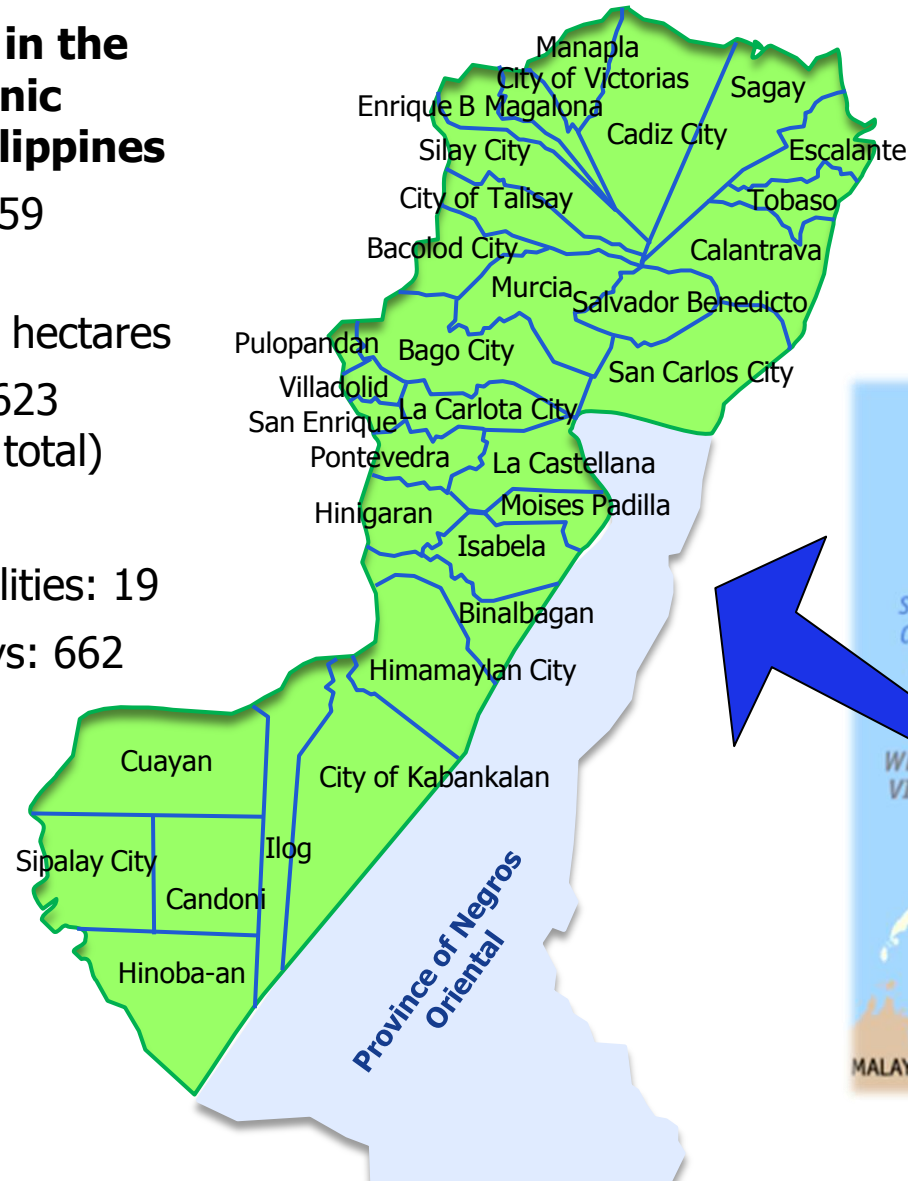 in the
nic
lippines
59
hectares
623
total)
lities: 19
ys: 662
Manapla
City of Victorias
Sagay
Enrique B Magalona
Cadiz City
Silay City
Escalante
City of Talisay
Tobaso
Bacolod City
Calantrava
Murcia
Salvador Benedicto
Pulopandan
Bago City
San Carlos City
Villadolid
La Carlota City
San Enrique
Pontevedra
La Castellana
Hinigaran
Moises Padilla
Isabela
Binalbagan
Himamaylan City
Cuayan
City of Kabankalan
Ilog
Sipalay City
Candoni
Hinoba-an
Province of Negros
Oriental
S
W
VI
MALAY